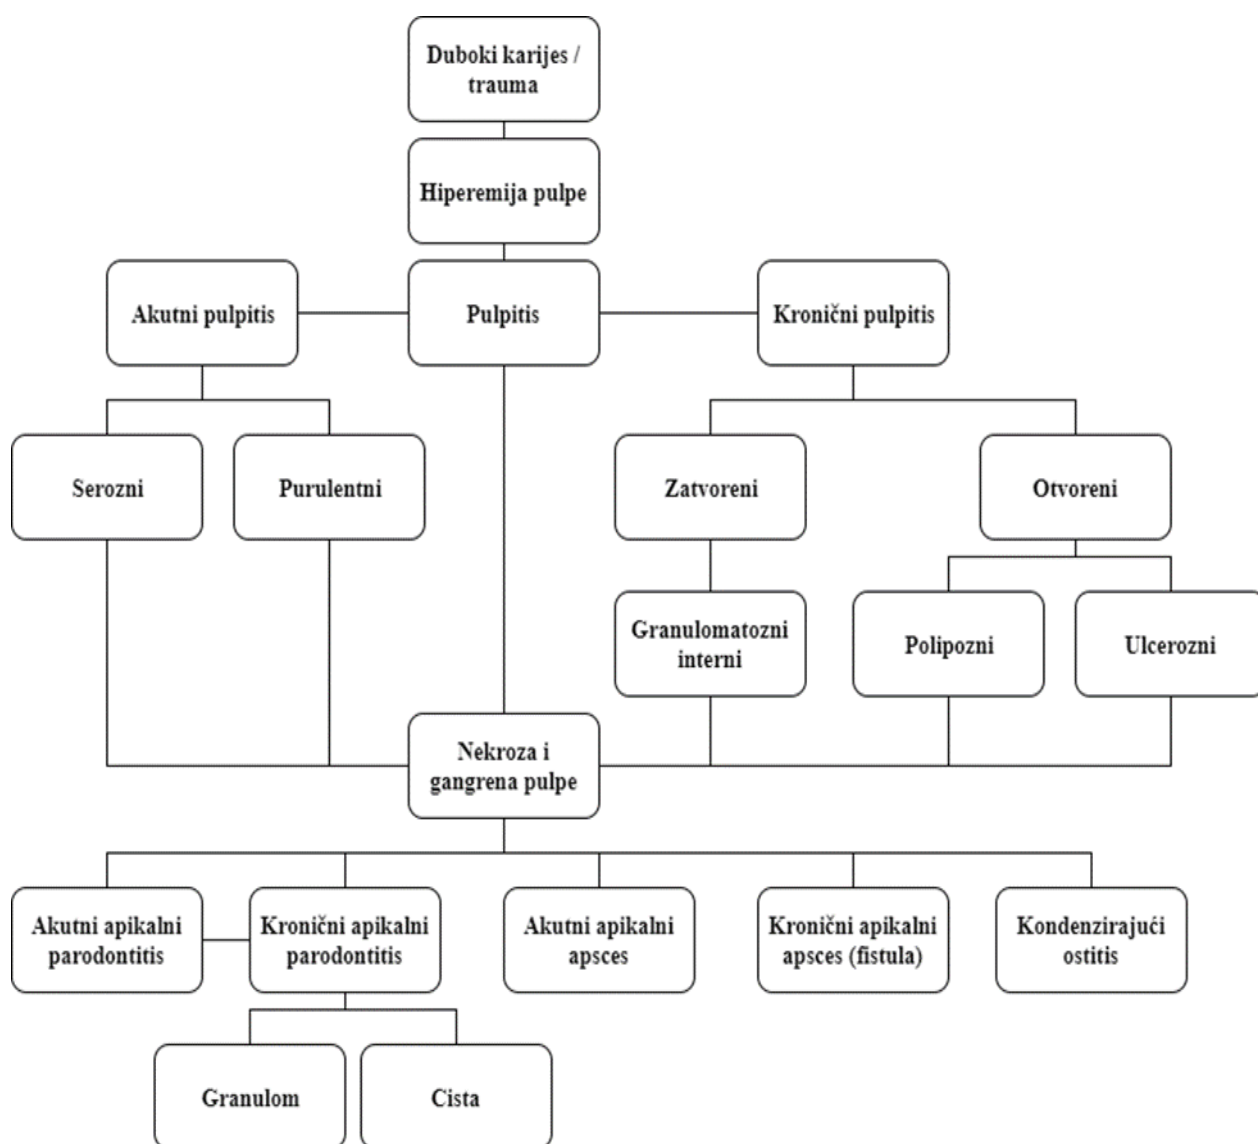 Duboki karijes /
trauma
Hiperemija pulpe
Akutni pulpitis
Pulpitis
Kronični pulpitis
Serozni
Purulentni
Zatvoreni
Otvoreni
Granulomatozni
interni
Polipozni
Ulcerozni
Nekroza i
gangrena pulpe
Akutni apikalni
parodontitis
Kronični apikalni
parodontitis
Akutni apikalni
apsces
Kronični apikalni
apsces (fistula)
Kondenzirajući
ostitis
Granulom
Cista